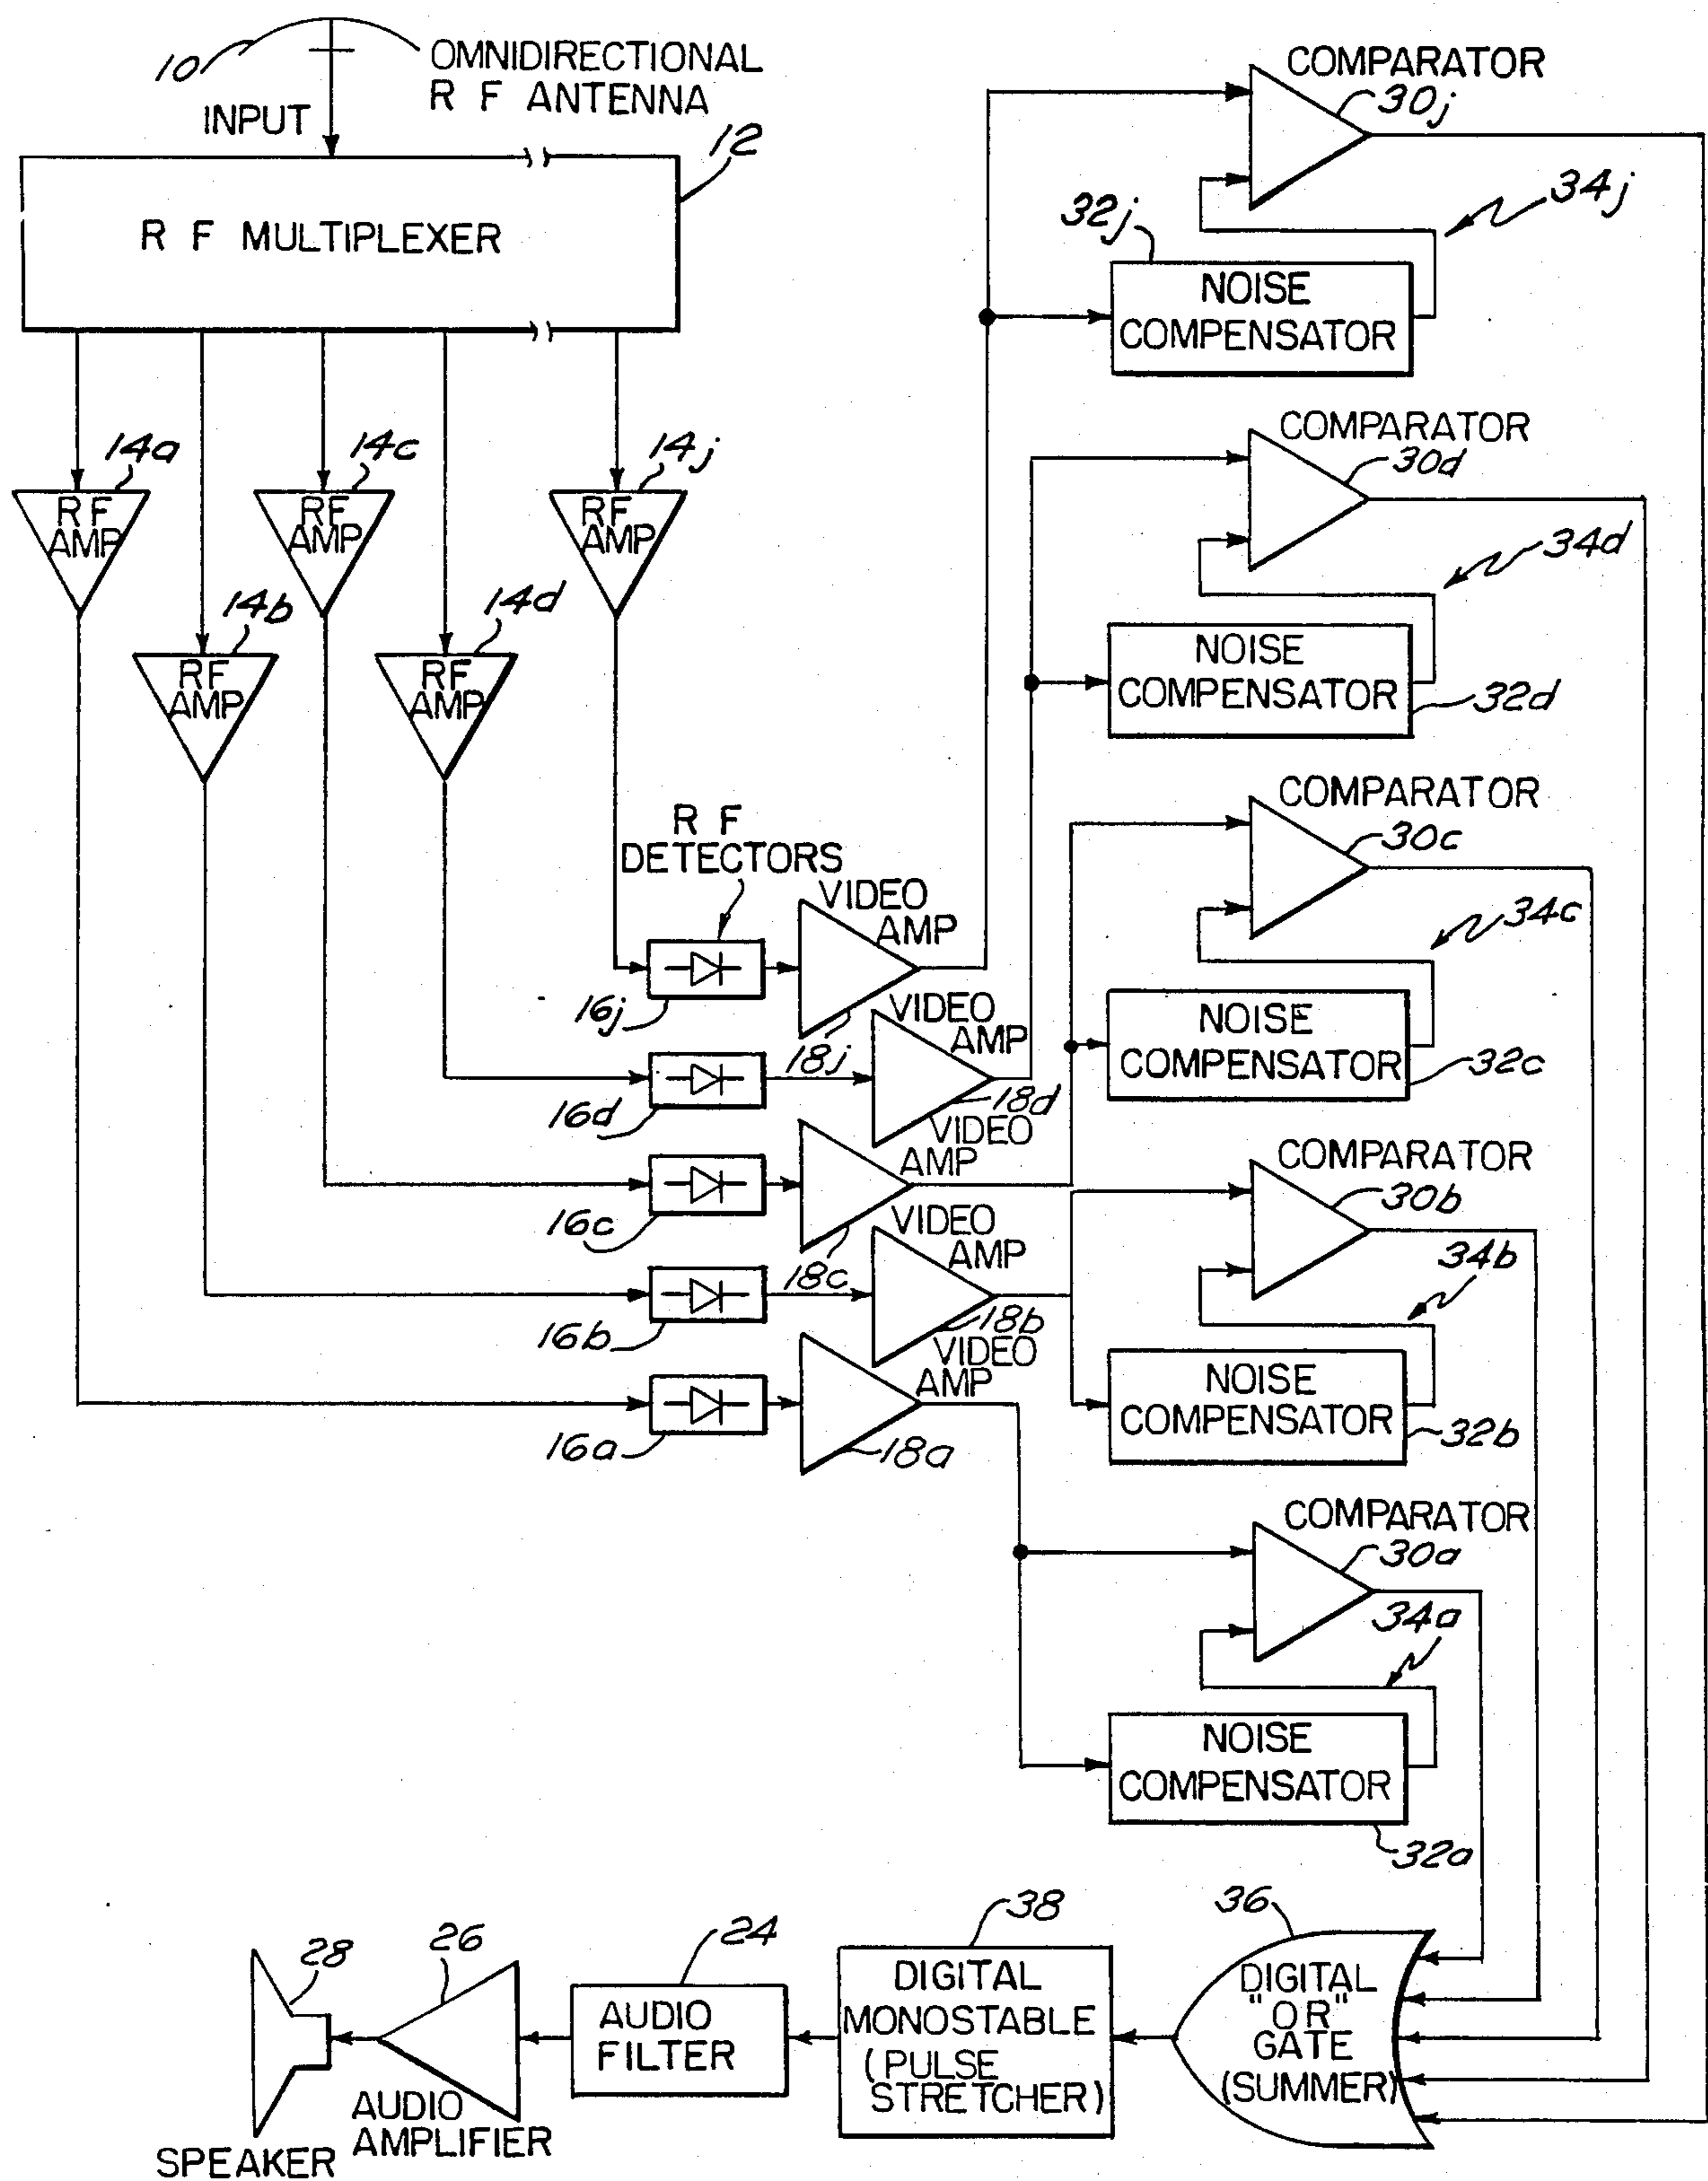 10
OMNIDIRECTIONAL
R F ANTENNA
INPUT
12
R F MULTIPLEXER
14a
14c
14j
RF
AMP
RF
AMP
RF
AMP
14b
14d
RF
AMP
RF
AMP
R F
DETECTORS
VIDEO
AMP
16j
18j
VIDEO
AMP
16d
18d
VIDEO
AMP
16c
18c
VIDEO
AMP
16b
18b
VIDEO
AMP
16a
18a
COMPARATOR
30j
34j
32j
NOISE
COMPENSATOR
COMPARATOR
30d
34d
NOISE
COMPENSATOR
32d
COMPARATOR
30c
34c
NOISE
COMPENSATOR
32c
COMPARATOR
30b
34b
NOISE
COMPENSATOR
32b
COMPARATOR
30a
34a
NOISE
COMPENSATOR
32a
28
26
24
38
36
SPEAKER
AUDIO
AMPLIFIER
AUDIO
FILTER
DIGITAL
MONOSTABLE
(PULSE
STRETCHER)
DIGITAL
"OR"
GATE
(SUMMER)